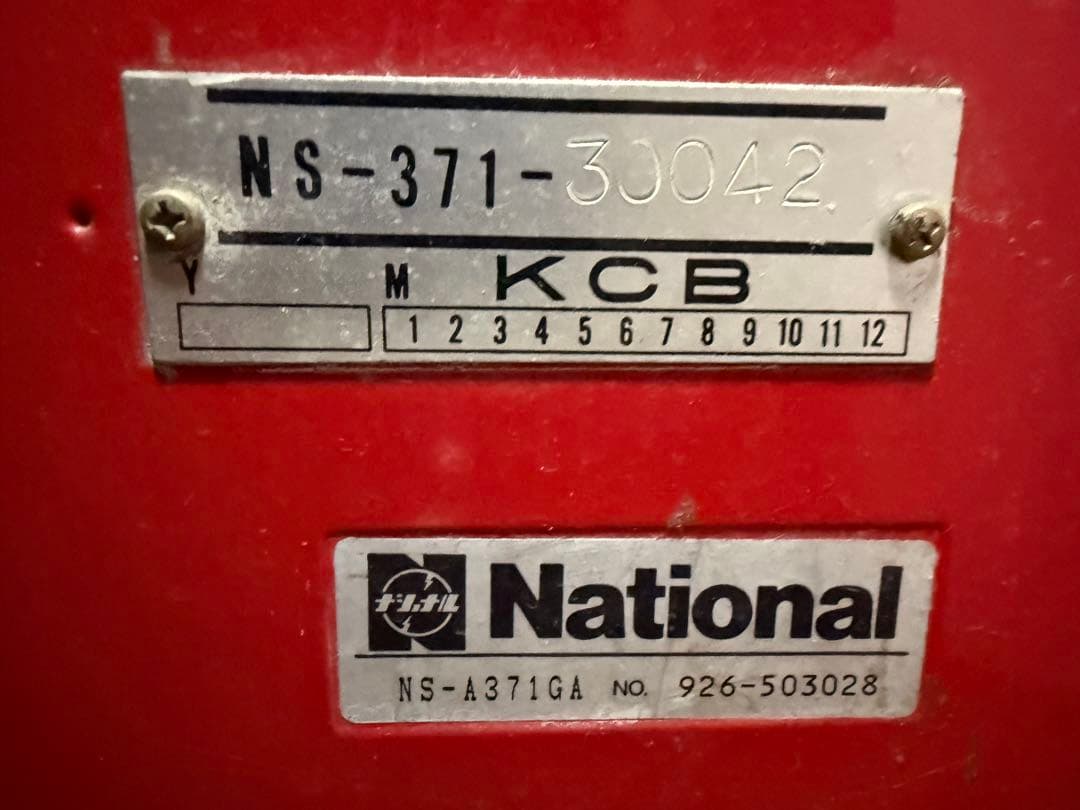 NS-371-30042.
Y M KCB
1 2 3 4 5 6 7 8 9 10 11 12
N ナショナル National
NS-A371GA NO. 926-503028